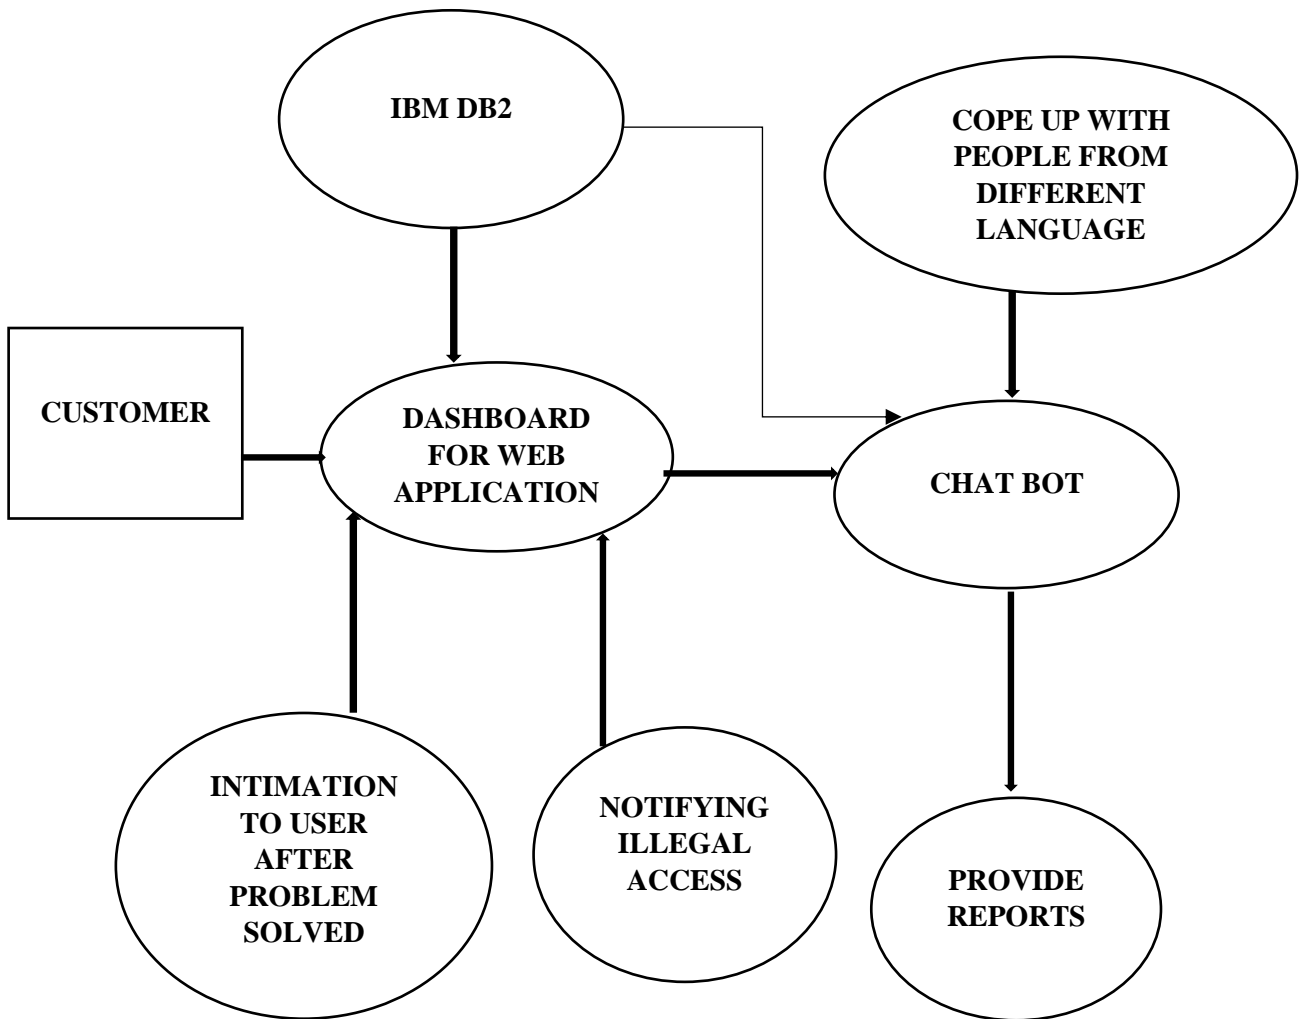 IBM DB2
COPE UP WITH
PEOPLE FROM
DIFFERENT
LANGUAGE
CUSTOMER
DASHBOARD
FOR WEB
APPLICATION
CHAT BOT
INTIMATION
TO USER
AFTER
PROBLEM
SOLVED
NOTIFYING
ILLEGAL
ACCESS
PROVIDE
REPORTS